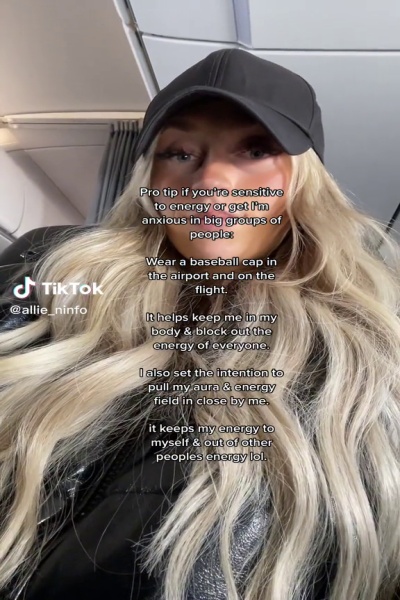 Pro tip if you're sensitive
to energy or get I'm
anxious in big groups of
people:
Wear a baseball cap in
the airport and on the
flight.
It helps keep me in my
body & block out the
energy of everyone.
I also set the intention to
pull my aura & energy
field in close by me.
it keeps my energy to
myself & out of other
peoples energy lol.
TikTok
@allie_ninfo